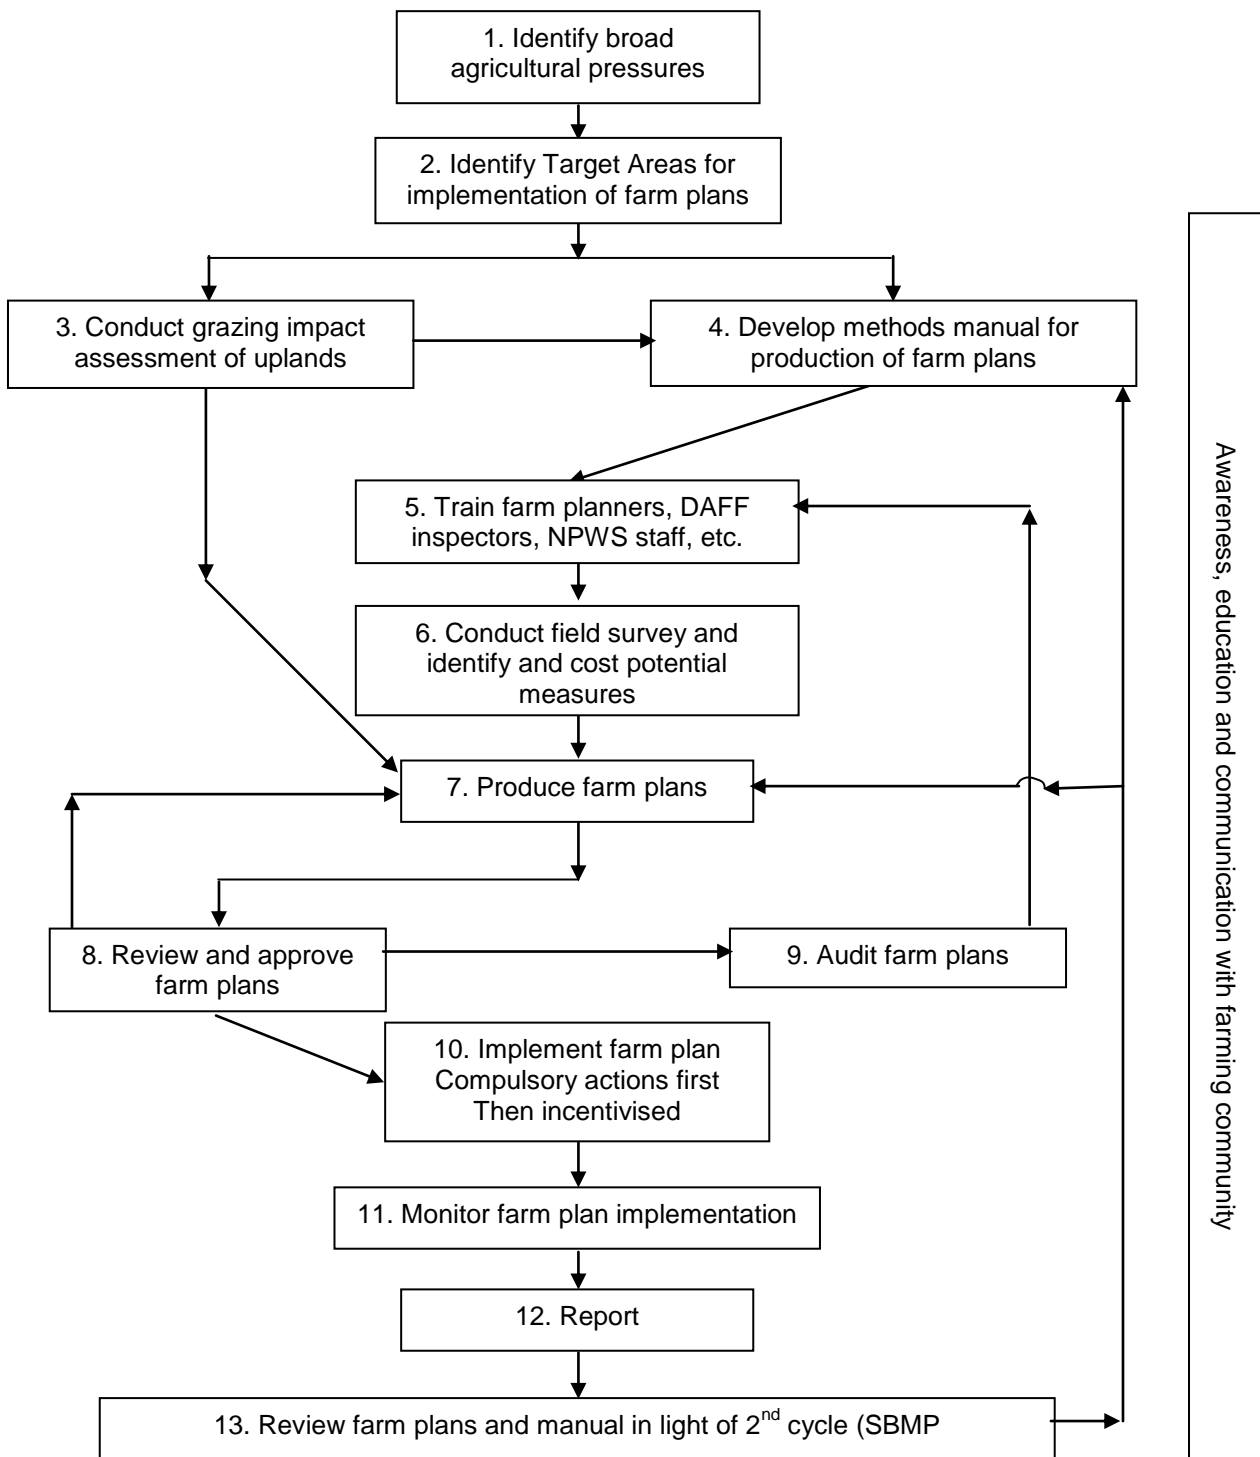 1. Identify broad
agricultural pressures
2. Identify Target Areas for
implementation of farm plans
3. Conduct grazing impact
assessment of uplands
4. Develop methods manual for
production of farm plans
5. Train farm planners, DAFF
inspectors, NPWS staff, etc.
6. Conduct field survey and
identify and cost potential
measures
7. Produce farm plans
8. Review and approve
farm plans
9. Audit farm plans
10. Implement farm plan
Compulsory actions first
Then incentivised
11. Monitor farm plan implementation
12. Report
13. Review farm plans and manual in light of 2nd cycle (SBMP
Awareness, education and communication with farming community